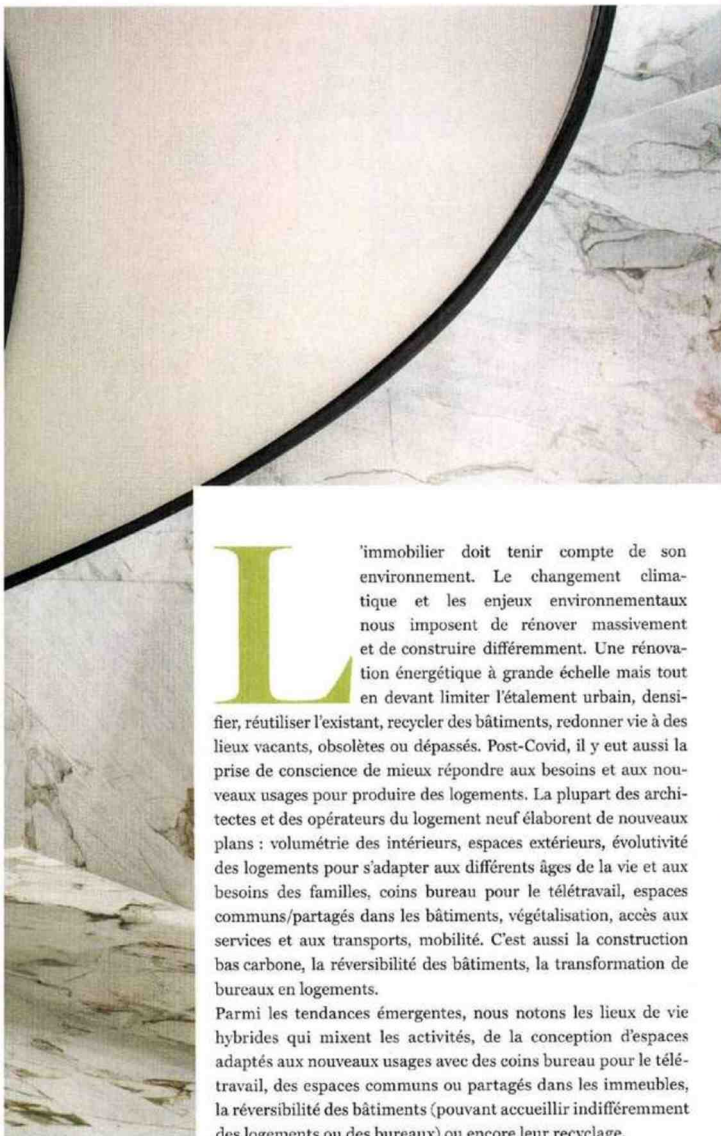 L'immobilier doit tenir compte de son
environnement. Le changement clima-
tique et les enjeux environnementaux
nous imposent de rénover massivement
et de construire différemment. Une rénova-
tion énergétique à grande échelle mais tout
en devant limiter l'étalement urbain, densi-
fier, réutiliser l'existant, recycler des bâtiments, redonner vie à des
lieux vacants, obsolètes ou dépassés. Post-Covid, il y eut aussi la
prise de conscience de mieux répondre aux besoins et aux nou-
veaux usages pour produire des logements. La plupart des archi-
tectes et des opérateurs du logement neuf élaborent de nouveaux
plans : volumétrie des intérieurs, espaces extérieurs, évolutivité
des logements pour s'adapter aux différents âges de la vie et aux
besoins des familles, coins bureau pour le télétravail, espaces
communs/partagés dans les bâtiments, végétalisation, accès aux
services et aux transports, mobilité. C'est aussi la construction
bas carbone, la réversibilité des bâtiments, la transformation de
bureaux en logements.
Parmi les tendances émergentes, nous notons les lieux de vie
hybrides qui mixent les activités, de la conception d'espaces
adaptés aux nouveaux usages avec des coins bureau pour le télé-
travail, des espaces communs ou partagés dans les immeubles,
la réversibilité des bâtiments (pouvant accueillir indifféremment
des logements ou des bureaux) ou encore leur recyclage.